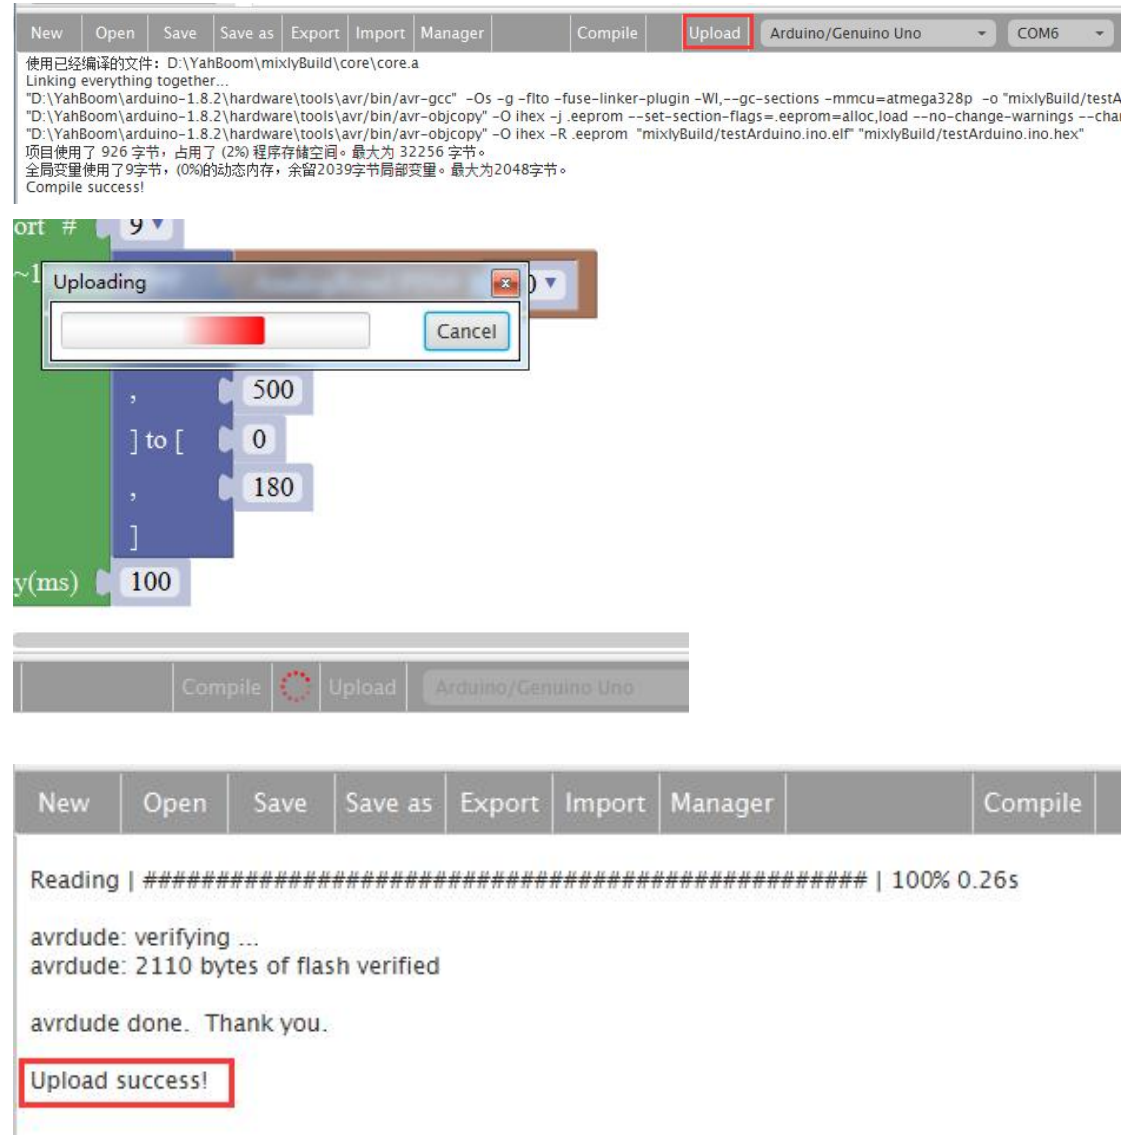 New Open Save Save as Export Import Manager Compile Upload Arduino/Genuino Uno COM6
使用已经编译的文件：D:\YahBoom\mixlyBuild\core\core.a
Linking everything together...
"D:\YahBoom\arduino-1.8.2\hardware\tools\avr/bin/avr-gcc" -Os -g -flto -fuse-linker-plugin -Wl,--gc-sections -mmcu=atmega328p -o "mixlyBuild/testA
"D:\YahBoom\arduino-1.8.2\hardware\tools\avr/bin/avr-objcopy" -O ihex -j .eeprom --set-section-flags=.eeprom=alloc,load --no-change-warnings --cha
"D:\YahBoom\arduino-1.8.2\hardware\tools\avr/bin/avr-objcopy" -O ihex -R .eeprom "mixlyBuild/testArduino.ino.elf" "mixlyBuild/testArduino.ino.hex"
项目使用了 926 字节，占用了 (2%) 程序存储空间。最大为 32256 字节。
全局变量使用了9字节，(0%)的动态内存，余留2039字节局部变量。最大为2048字节。
Compile success!
ort # 9
~1
Uploading
Cancel
, 500
] to [ 0
, 180
]
y(ms) 100
Compile Upload Arduino/Genuino Uno
New Open Save Save as Export Import Manager Compile
Reading | ################################################## | 100% 0.26s
avrdude: verifying ...
avrdude: 2110 bytes of flash verified
avrdude done. Thank you.
Upload success!